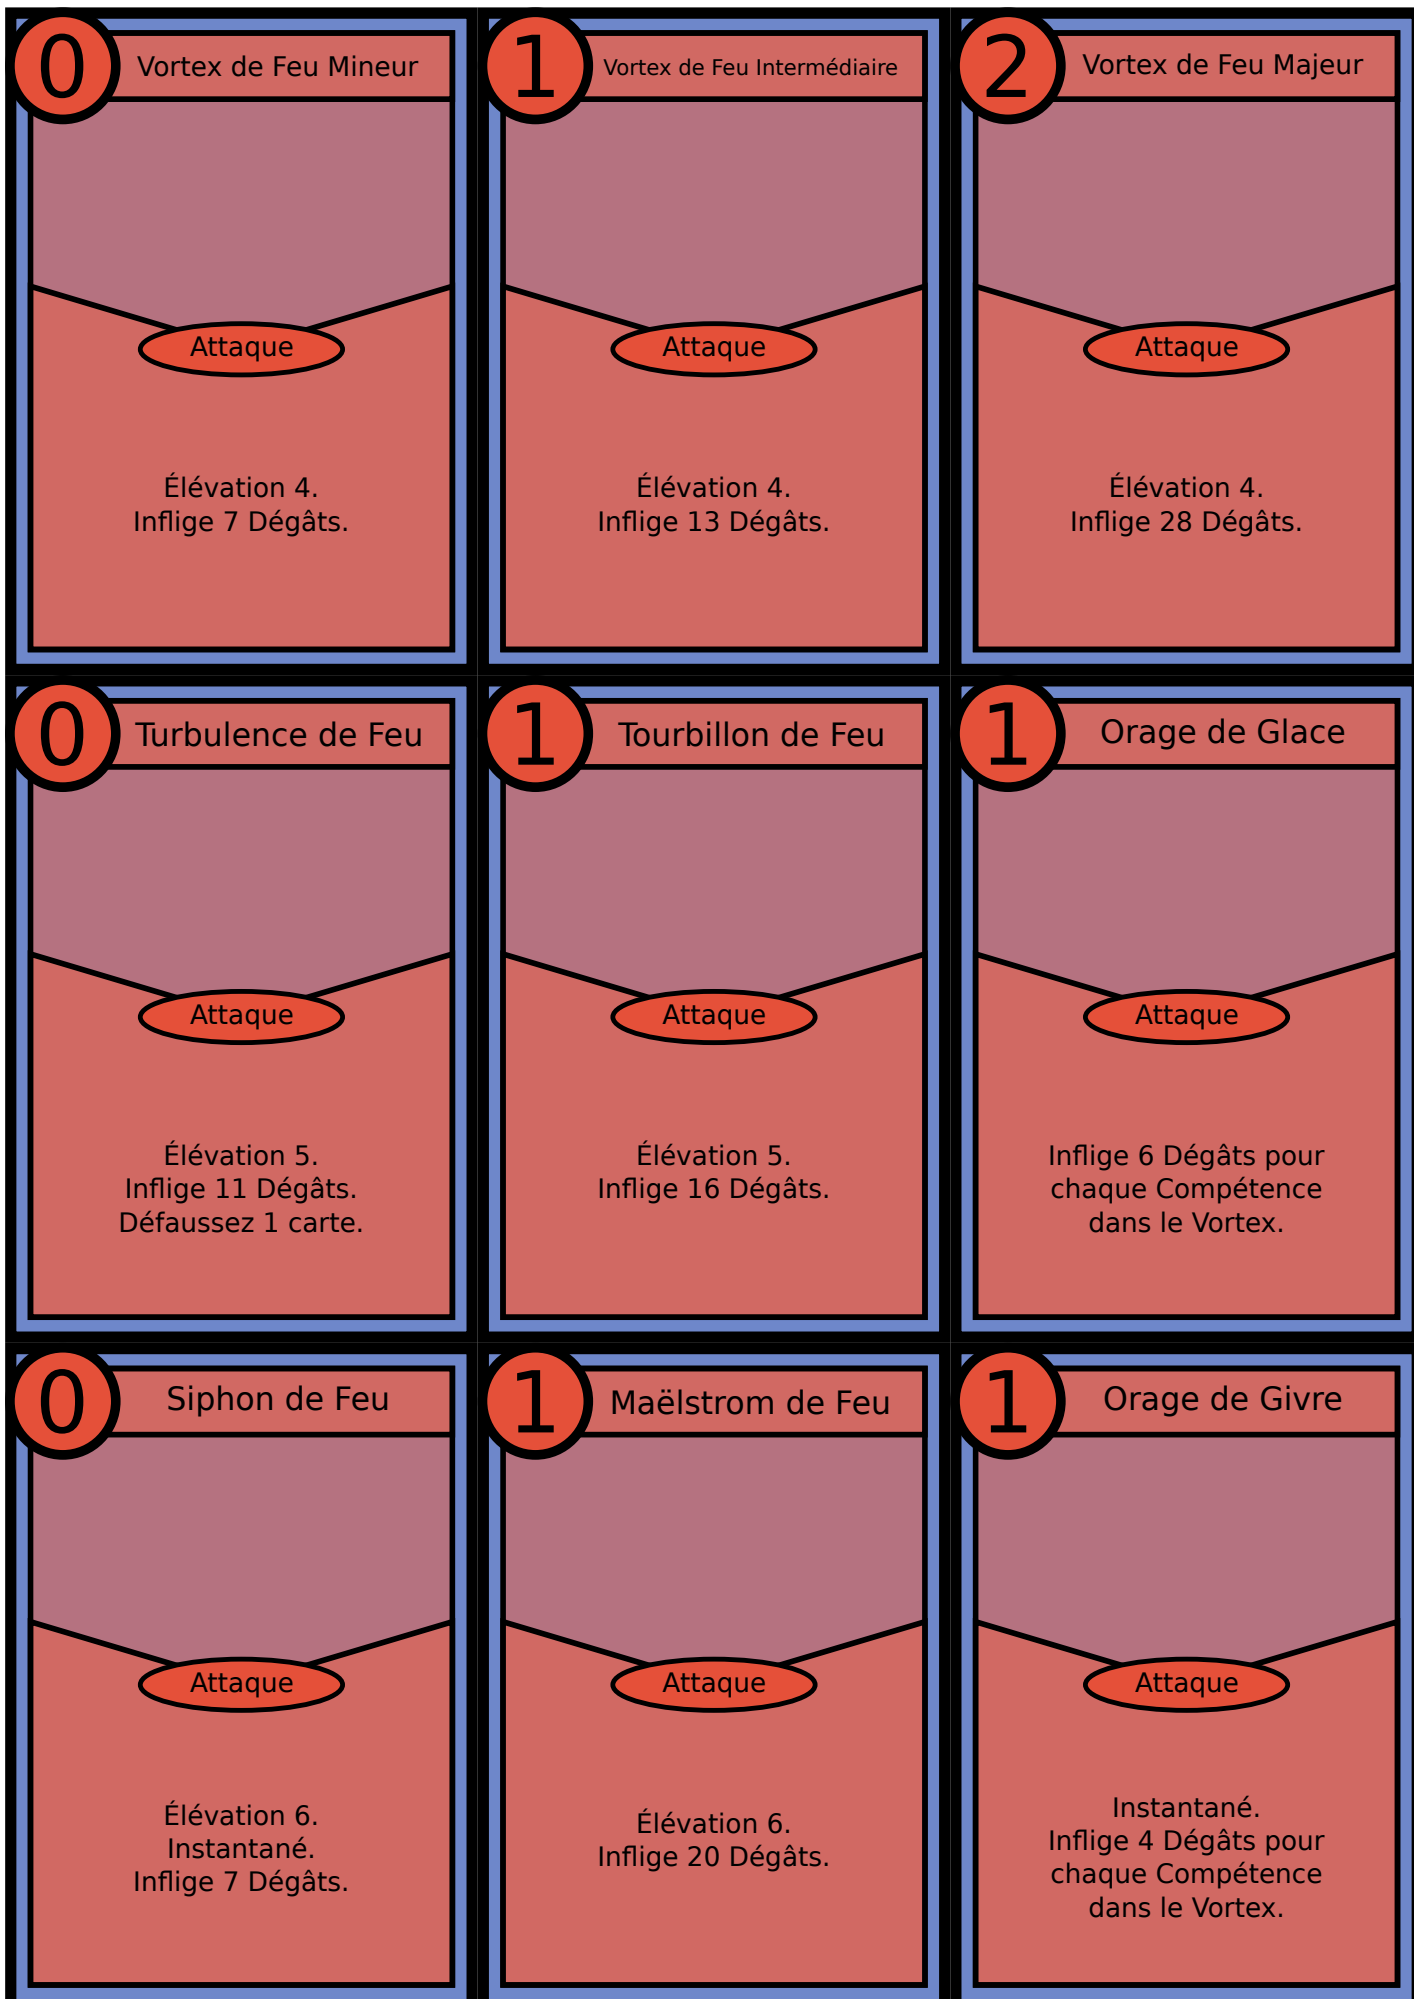 0
Vortex de Feu Mineur
Attaque
Élévation 4.
Inflige 7 Dégâts.
1
Vortex de Feu Intermédiaire
Attaque
Élévation 4.
Inflige 13 Dégâts.
2
Vortex de Feu Majeur
Attaque
Élévation 4.
Inflige 28 Dégâts.
0
Turbulence de Feu
Attaque
Élévation 5.
Inflige 11 Dégâts.
Défaussez 1 carte.
1
Tourbillon de Feu
Attaque
Élévation 5.
Inflige 16 Dégâts.
1
Orage de Glace
Attaque
Inflige 6 Dégâts pour
chaque Compétence
dans le Vortex.
0
Siphon de Feu
Attaque
Élévation 6.
Instantané.
Inflige 7 Dégâts.
1
Maëlstrom de Feu
Attaque
Élévation 6.
Inflige 20 Dégâts.
1
Orage de Givre
Attaque
Instantané.
Inflige 4 Dégâts pour
chaque Compétence
dans le Vortex.